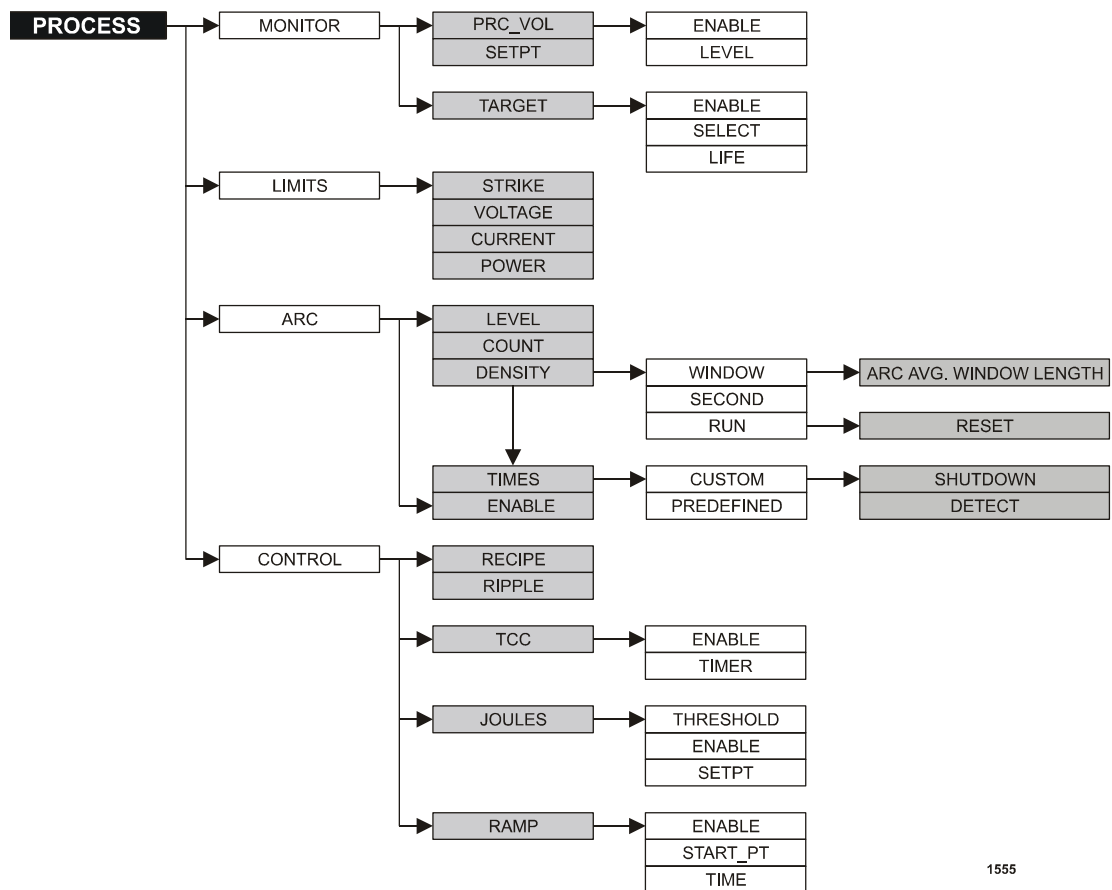 PROCESS
MONITOR
PRC_VOL
SETPT
ENABLE
LEVEL
TARGET
ENABLE
SELECT
LIFE
LIMITS
STRIKE
VOLTAGE
CURRENT
POWER
ARC
LEVEL
COUNT
DENSITY
WINDOW
SECOND
RUN
ARC AVG. WINDOW LENGTH
RESET
TIMES
ENABLE
CUSTOM
PREDEFINED
SHUTDOWN
DETECT
CONTROL
RECIPE
RIPPLE
TCC
ENABLE
TIMER
JOULES
THRESHOLD
ENABLE
SETPT
RAMP
ENABLE
START_PT
TIME
1555